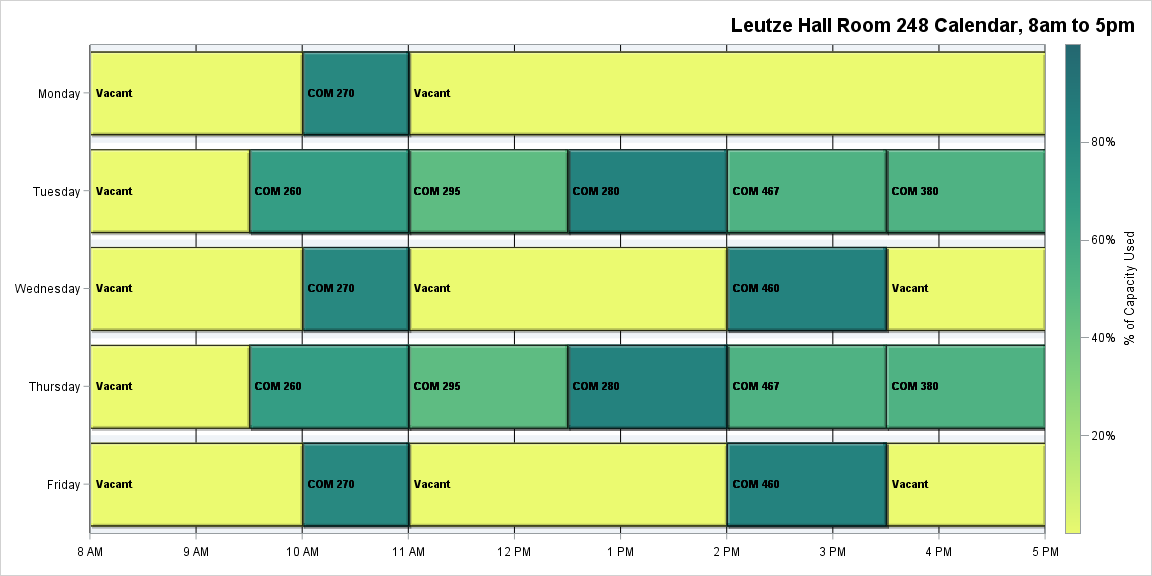 Leutze Hall Room 248 Calendar, 8am to 5pm
Monday
Vacant
COM 270
Vacant
Tuesday
Vacant
COM 260
COM 295
COM 280
COM 467
COM 380
Wednesday
Vacant
COM 270
Vacant
COM 460
Vacant
Thursday
Vacant
COM 260
COM 295
COM 280
COM 467
COM 380
Friday
Vacant
COM 270
Vacant
COM 460
Vacant
8 AM
9 AM
10 AM
11 AM
12 PM
1 PM
2 PM
3 PM
4 PM
5 PM
80%
60%
40%
20%
% of Capacity Used